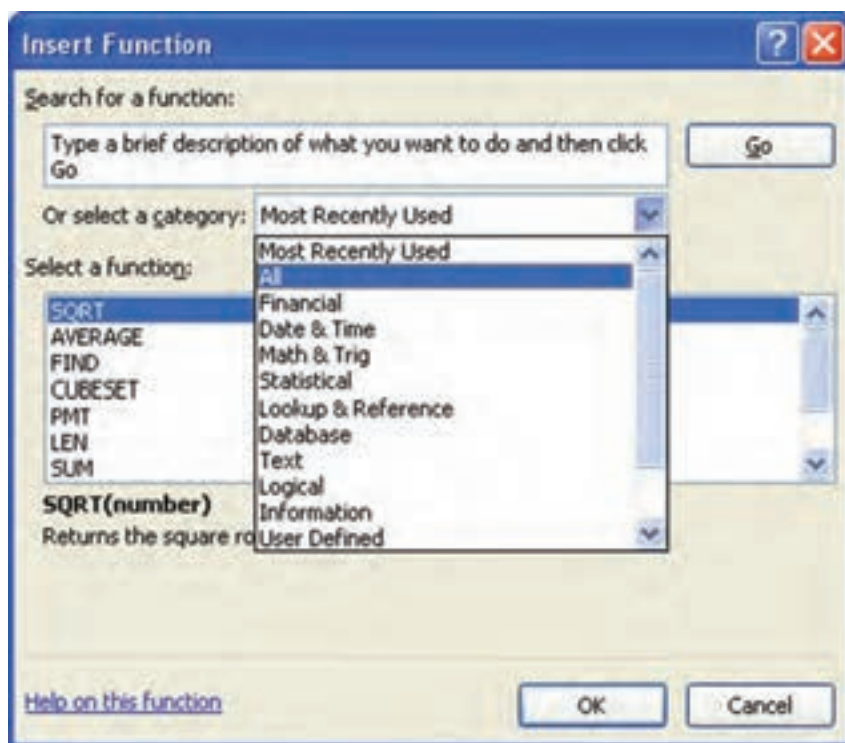 Insert Function
Search for a function:
Type a brief description of what you want to do and then click
Go
Go
Or select a category: Most Recently Used
Most Recently Used
All
Select a function:
Financial
Date & Time
Math & Trig
Statistical
Lookup & Reference
Database
Text
Logical
Information
User Defined
SQRT
AVERAGE
FIND
CUBESET
PMT
LEN
SUM
SQRT(number)
Returns the square ro
Help on this function
OK
Cancel